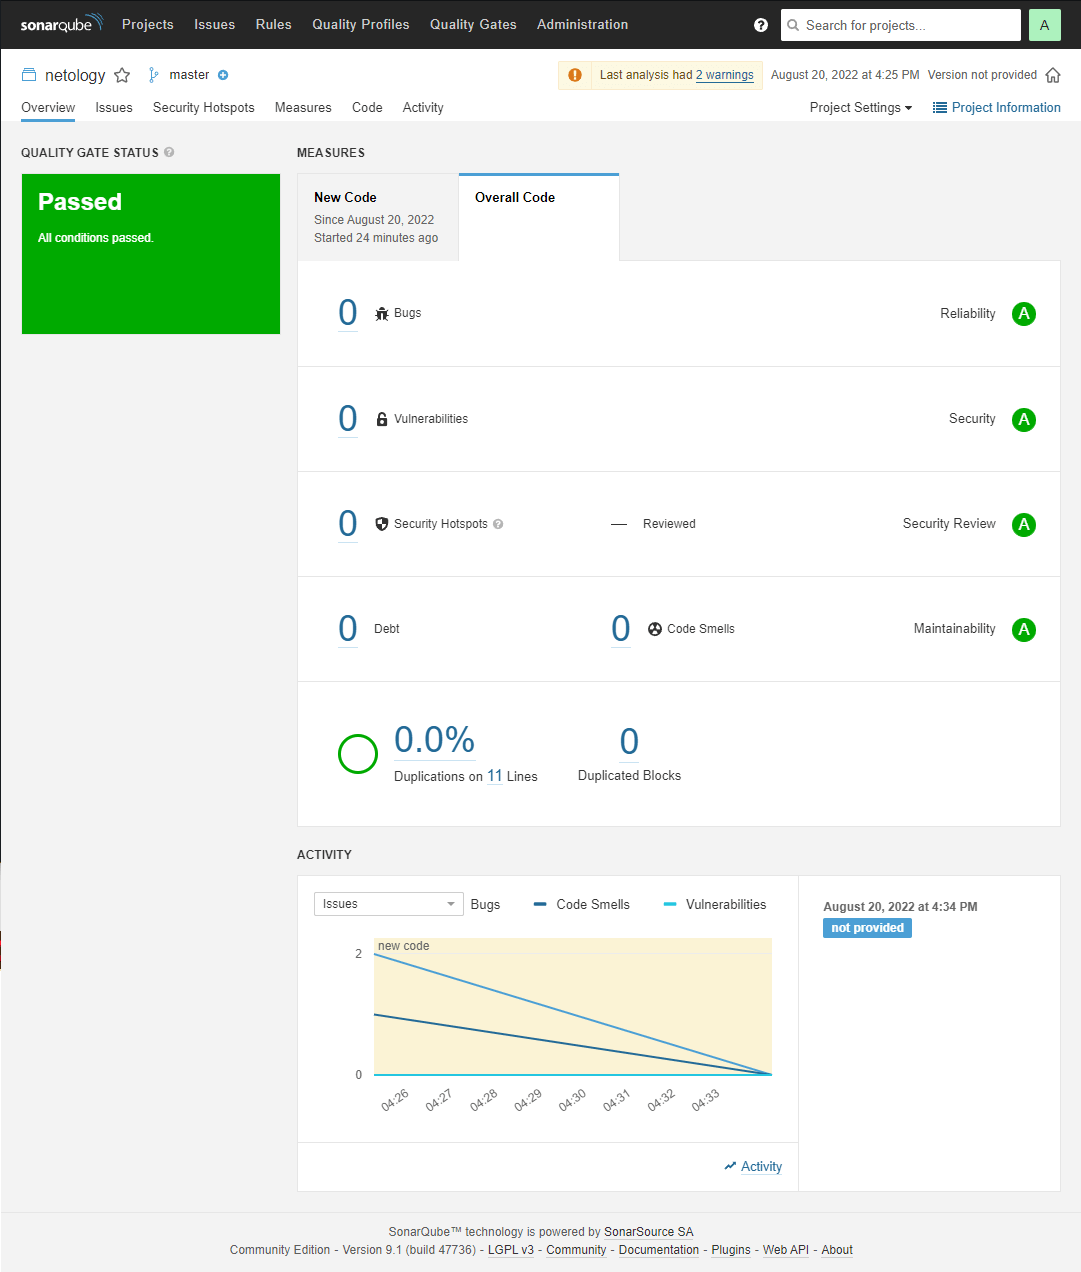 sonarqube Projects Issues Rules Quality Profiles Quality Gates Administration ? Search for projects... A
netology master Last analysis had 2 warnings August 20, 2022 at 4:25 PM Version not provided
Overview Issues Security Hotspots Measures Code Activity Project Settings Project Information
QUALITY GATE STATUS ?
Passed
All conditions passed.
MEASURES
New Code
Since August 20, 2022
Started 24 minutes ago
Overall Code
0 Bugs Reliability A
0 Vulnerabilities Security A
0 Security Hotspots ? — Reviewed Security Review A
0 Debt 0 Code Smells Maintainability A
0.0%
Duplications on 11 Lines
0
Duplicated Blocks
ACTIVITY
Issues Bugs Code Smells Vulnerabilities
new code
2
0
04:26 04:27 04:28 04:29 04:30 04:31 04:32 04:33
Activity
August 20, 2022 at 4:34 PM
not provided
SonarQube™ technology is powered by SonarSource SA
Community Edition - Version 9.1 (build 47736) - LGPL v3 - Community - Documentation - Plugins - Web API - About